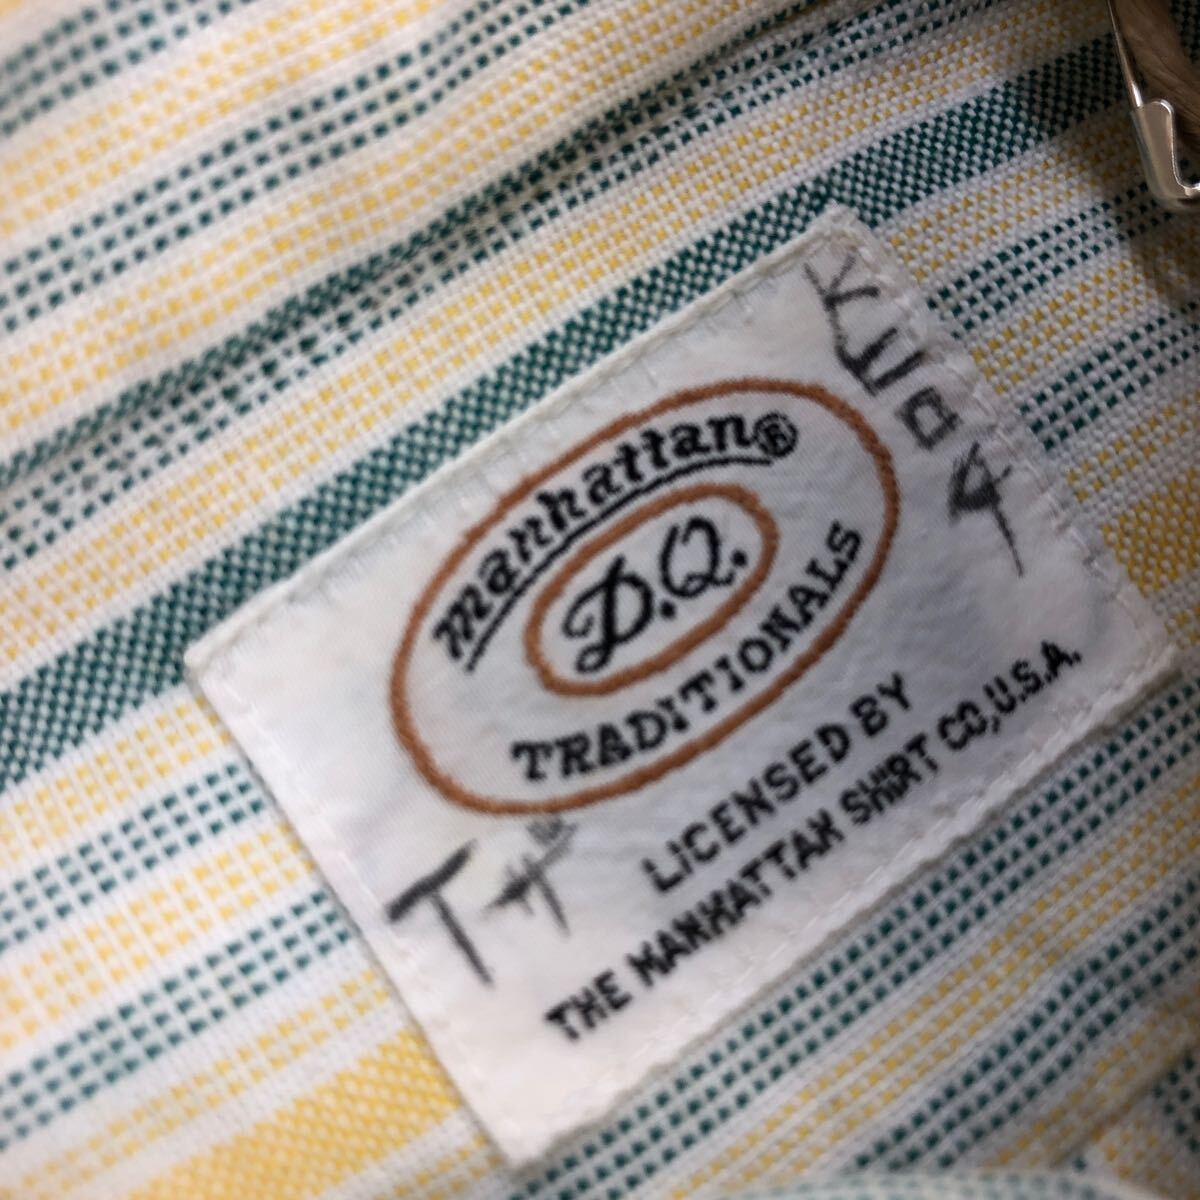 manhattan®
D.Q.
TRADITIONALS
LICENSED BY
THE MANHATTAN SHIRT CO., U.S.A.